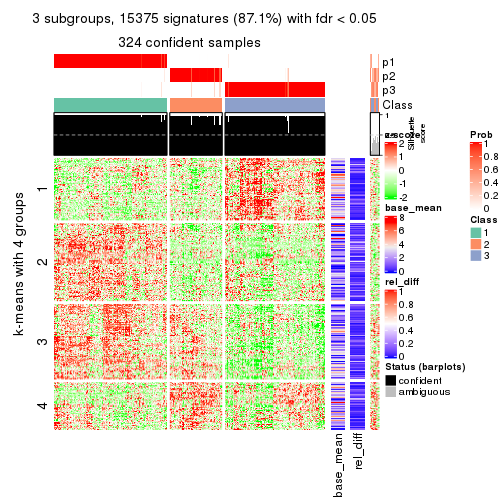 3 subgroups, 15375 signatures (87.1%) with fdr < 0.05
324 confident samples
p1
p2
p3
Class
1
Silhouette
score
z-score
2
1
0
-1
-2
Prob
1
0.8
0.6
0.4
0.2
0
k-means with 4 groups
1
2
3
4
base_mean
8
6
4
2
0
Class
1
2
3
rel_diff
1
0.8
0.6
0.4
0.2
0
Status (barplots)
confident
ambiguous
base_mean
rel_diff